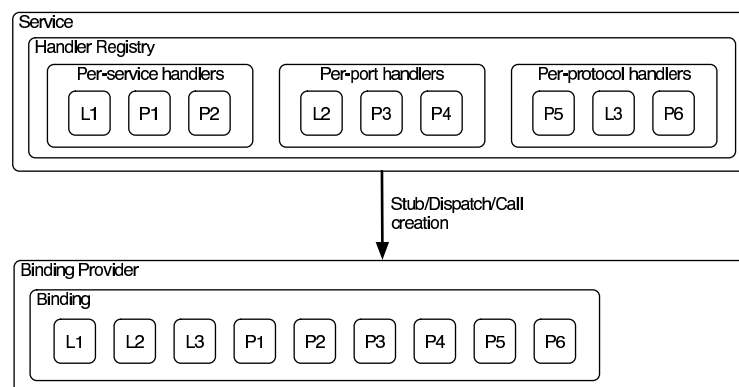 Service
Handler Registry
Per-service handlers Per-port handlers Per-protocol handlers
L1 P1 P2 L2 P3 P4 P5 L3 P6
Stub/Dispatch/Call
creation
Binding Provider
Binding
L1 L2 L3 P1 P2 P3 P4 P5 P6